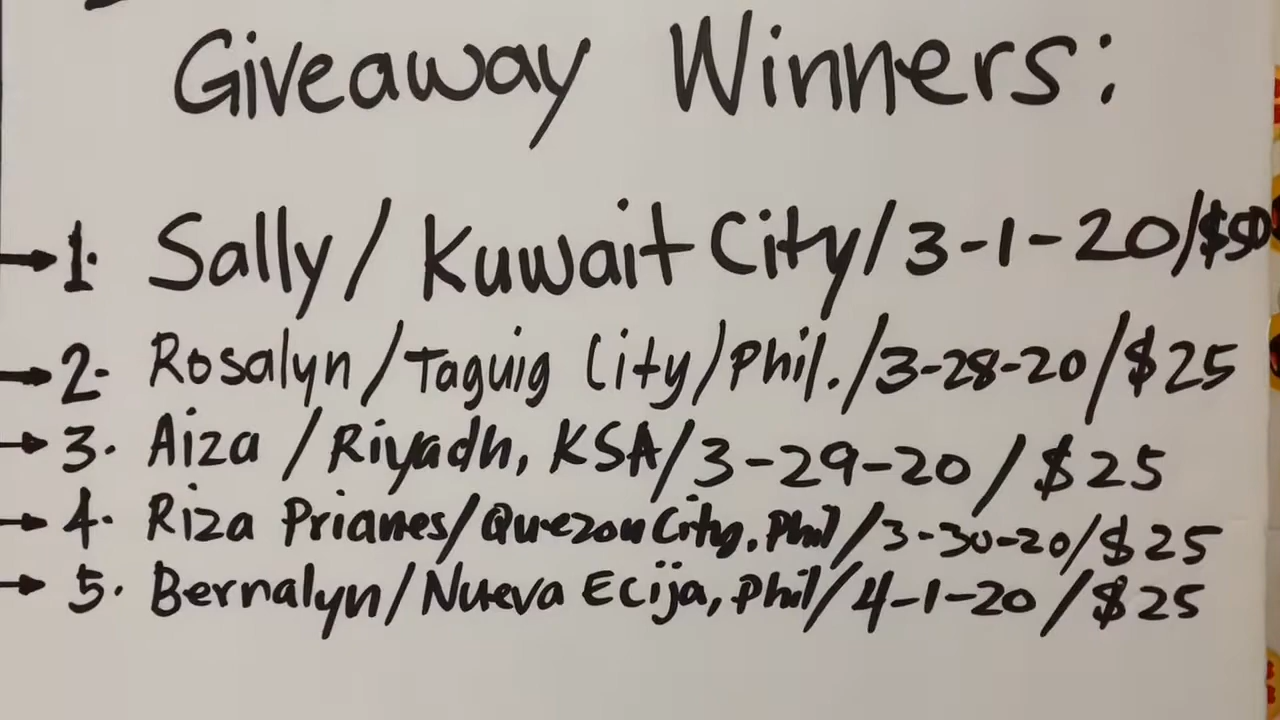 Giveaway Winners:
→ 1. Sally / Kuwait City / 3-1-20 / $50
→ 2. Rosalyn / Taguig City / Phil. / 3-28-20 / $25
→ 3. Aiza / Riyadh, KSA / 3-29-20 / $25
→ 4. Riza Prianes / Quezon City, Phil / 3-30-20 / $25
→ 5. Bernalyn / Nueva Ecija, Phil / 4-1-20 / $25